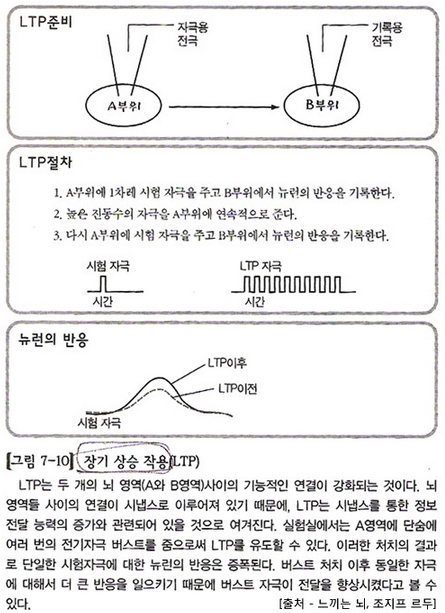 LTP준비
자극용
전극
기록용
전극
A부위
B부위
LTP절차
1. A부위에 1차례 시험 자극을 주고 B부위에서 뉴런의 반응을 기록한다.
2. 높은 진동수의 자극을 A부위에 연속적으로 준다.
3. 다시 A부위에 시험 자극을 주고 B부위에서 뉴런의 반응을 기록한다.
시험 자극
LTP 자극
시간
시간
뉴런의 반응
LTP이후
LTP이전
시험 자극
[그림 7-10] 장기 상승 작용(LTP)
LTP는 두 개의 뇌 영역(A와 B영역)사이의 기능적인 연결이 강화되는 것이다. 뇌
영역들 사이의 연결이 시냅스로 이루어져 있기 때문에, LTP는 시냅스를 통한 정보
전달 능력의 증가와 관련되어 있을 것으로 여겨진다. 실험실에서는 A영역에 단숨에
여러 번의 전기자극 버스트를 줌으로써 LTP를 유도할 수 있다. 이러한 처치의 결과
로 단일한 시험자극에 대한 뉴런의 반응은 증폭된다. 버스트 처치 이후 동일한 자극
에 대해서 더 큰 반응을 일으키기 때문에 버스트 자극이 전달을 향상시켰다고 볼 수
있다.
[출처 - 느끼는 뇌, 조지프 르두]